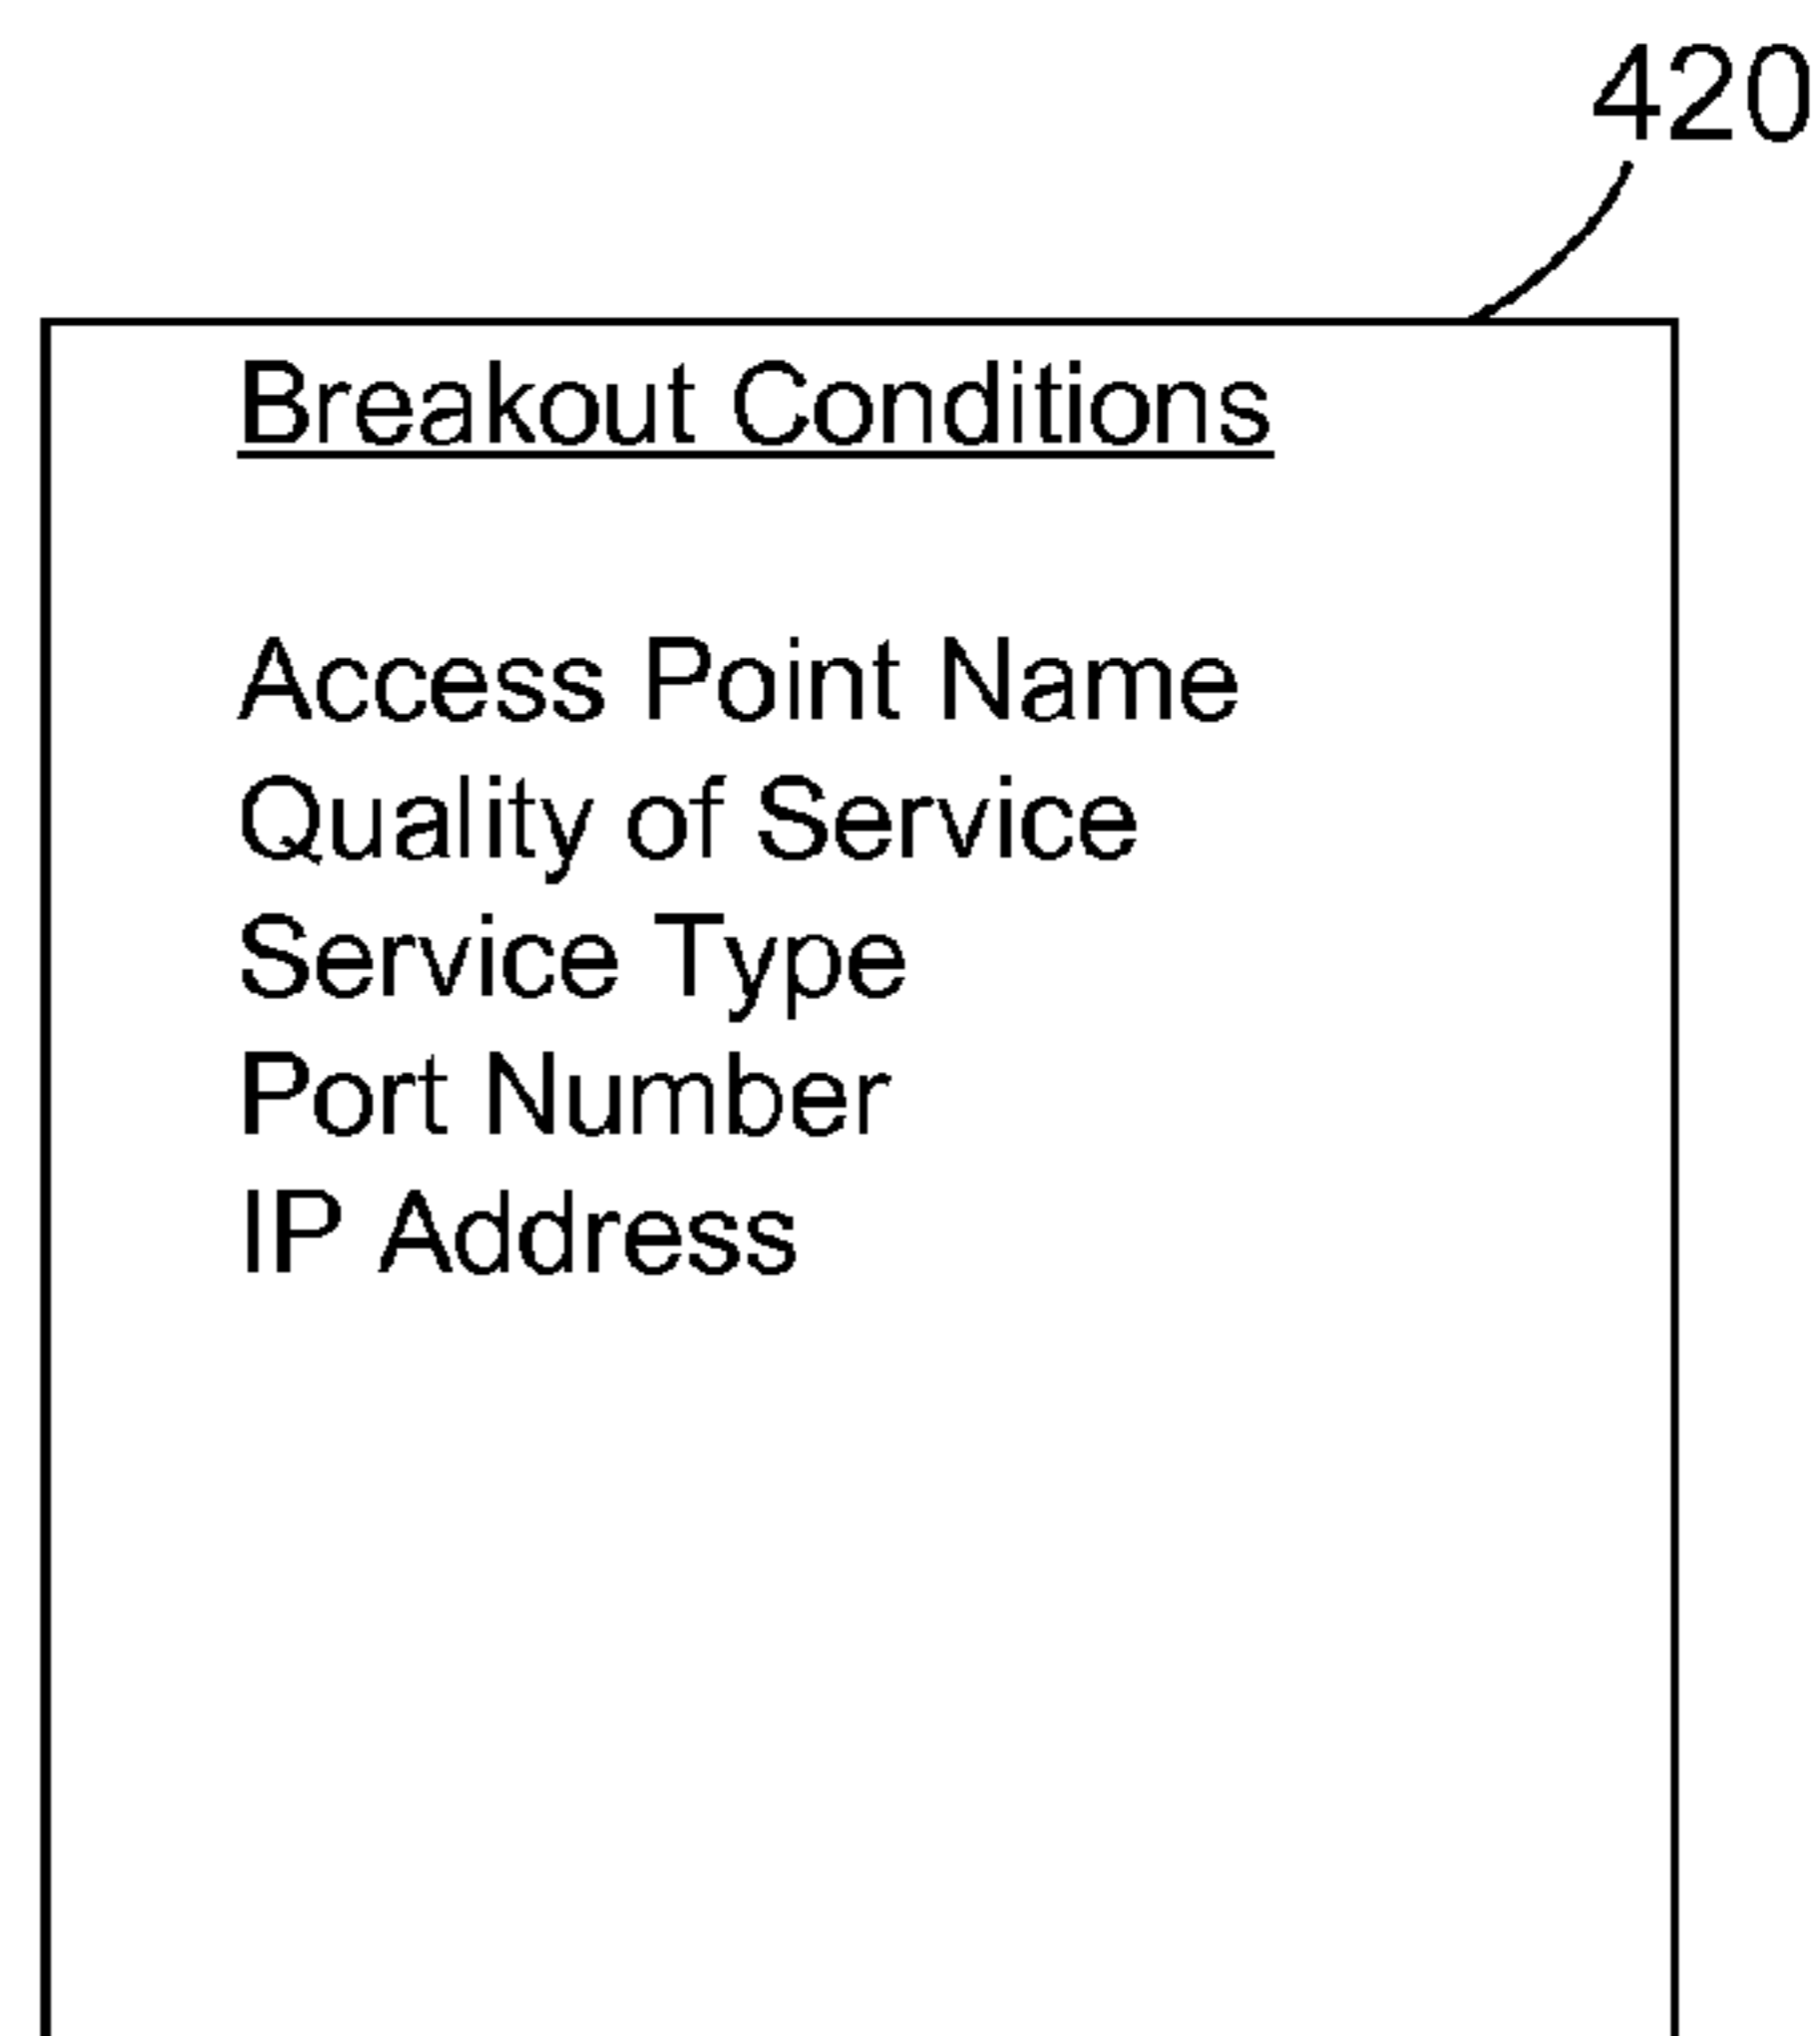 420
Breakout Conditions
Access Point Name
Quality of Service
Service Type
Port Number
IP Address